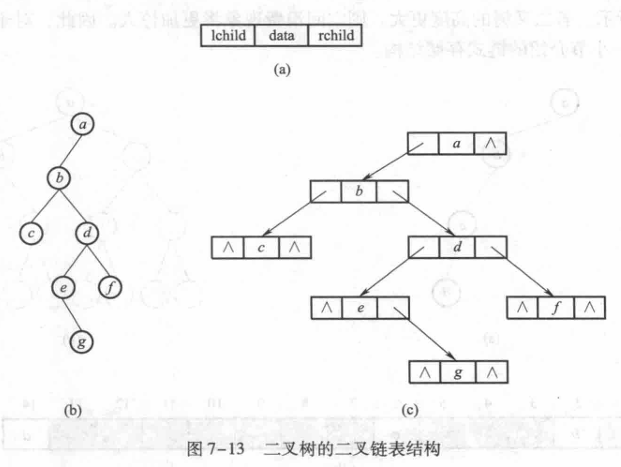 lchild data rchild
(a)
a
b
c d
e f
g
(b)
a ∧
b
∧ c ∧
d
∧ e
∧ f ∧
∧ g ∧
(c)
图 7-13 二叉树的二叉链表结构